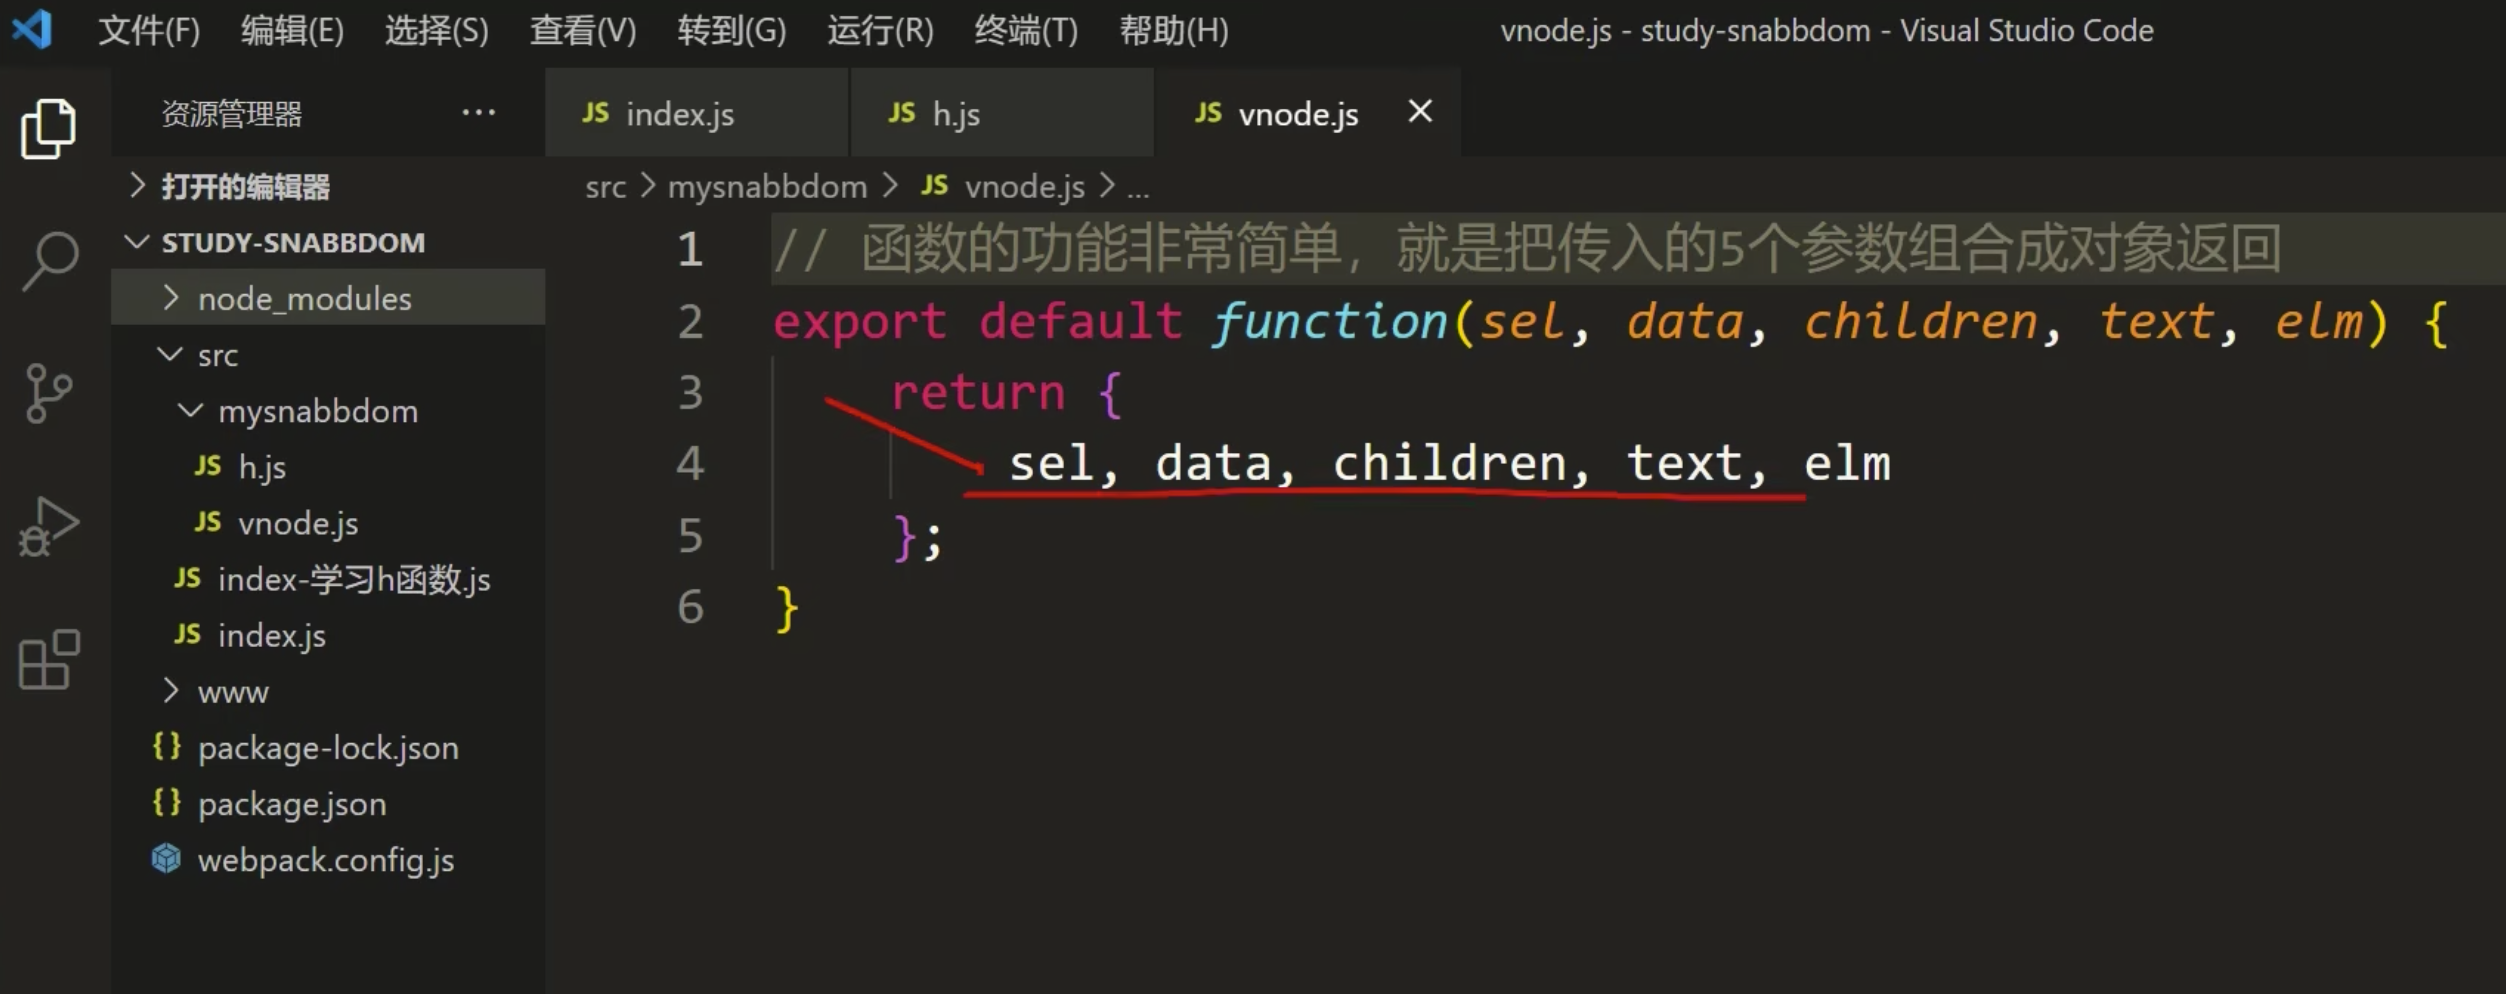 文件(F) 编辑(E) 选择(S) 查看(V) 转到(G) 运行(R) 终端(T) 帮助(H) vnode.js - study-snabbdom - Visual Studio Code
资源管理器 ···
打开的编辑器
STUDY-SNABBDOM
node_modules
src
mysnabbdom
JS h.js
JS vnode.js
JS index-学习h函数.js
JS index.js
www
{} package-lock.json
{} package.json
webpack.config.js
JS index.js JS h.js JS vnode.js ×
src > mysnabbdom > JS vnode.js > ...
1 // 函数的功能非常简单，就是把传入的5个参数组合成对象返回
2 export default function(sel, data, children, text, elm) {
3 return {
4 sel, data, children, text, elm
5 };
6 }